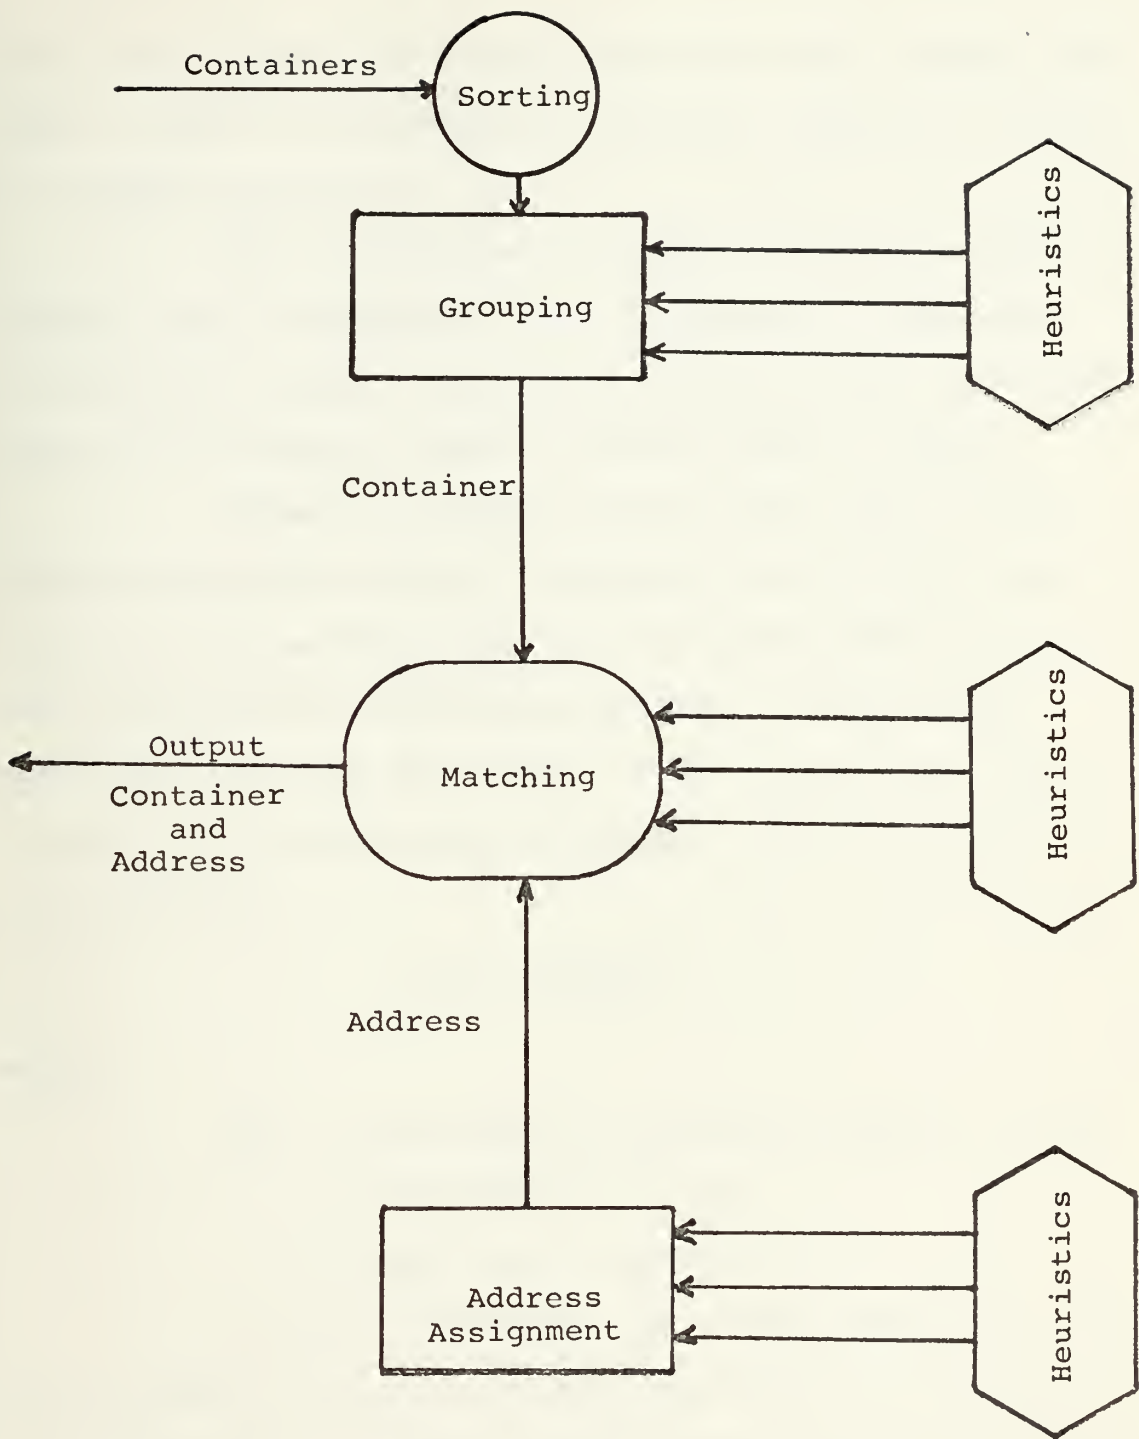 Containers
Sorting
Heuristics
Grouping
Container
Heuristics
Output
Matching
Container
and
Address
Address
Heuristics
Address
Assignment